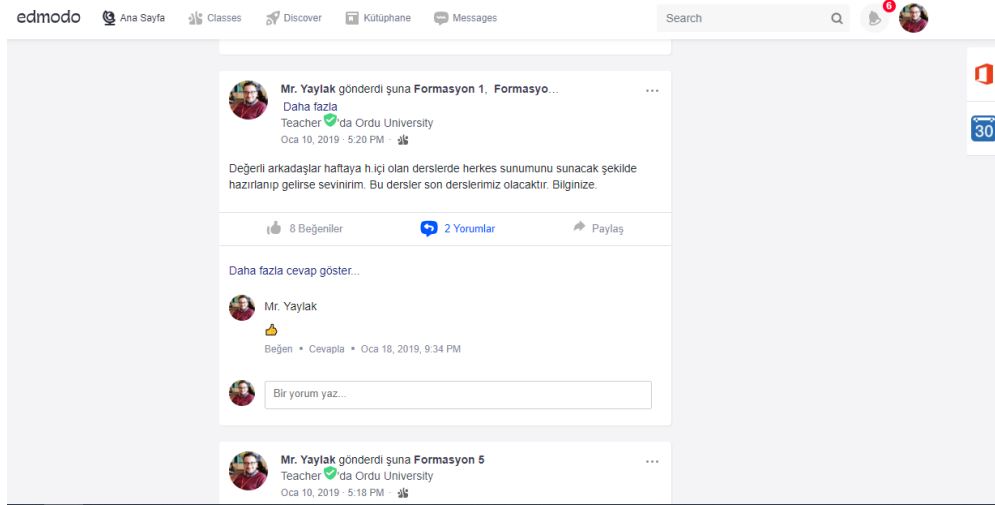 edmodo Ana Sayfa Classes Discover Kütüphane Messages Search 6
Mr. Yaylak gönderdi şuna Formasyon 1, Formasyo...
Daha fazla
Teacher 'da Ordu University
Oca 10, 2019 · 5:20 PM ·
30
Değerli arkadaşlar haftaya h.içi olan derslerde herkes sunumunu sunacak şekilde
hazırlanıp gelirse sevinirim. Bu dersler son derslerimiz olacaktır. Bilginize.
8 Beğeniler 2 Yorumlar Paylaş
Daha fazla cevap göster...
Mr. Yaylak
Beğen • Cevapla • Oca 18, 2019, 9:34 PM
Bir yorum yaz...
Mr. Yaylak gönderdi şuna Formasyon 5
Teacher 'da Ordu University
Oca 10, 2019 · 5:18 PM ·